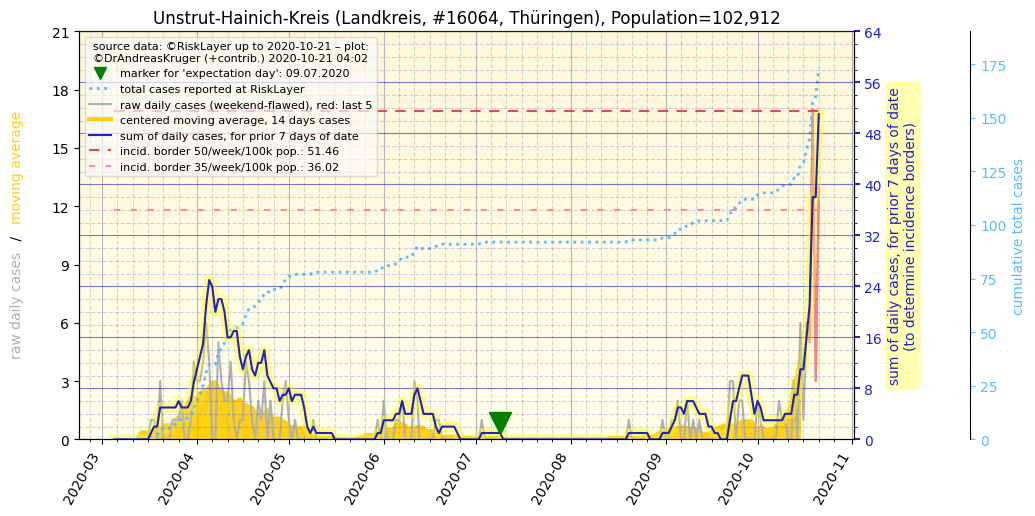 Unstrut-Hainich-Kreis (Landkreis, #16064, Thüringen), Population=102,912
source data: ©RiskLayer up to 2020-10-21 – plot:
©DrAndreasKruger (+contrib.) 2020-10-21 04:02
marker for 'expectation day': 09.07.2020
total cases reported at RiskLayer
raw daily cases (weekend-flawed), red: last 5
centered moving average, 14 days cases
sum of daily cases, for prior 7 days of date
incid. border 50/week/100k pop.: 51.46
incid. border 35/week/100k pop.: 36.02
raw daily cases / moving average
21
18
15
12
9
6
3
0
2020-03
2020-04
2020-05
2020-06
2020-07
2020-08
2020-09
2020-10
2020-11
64
56
48
40
32
24
16
8
0
sum of daily cases, for prior 7 days of date
(to determine incidence borders)
175
150
125
100
75
50
25
0
cumulative total cases